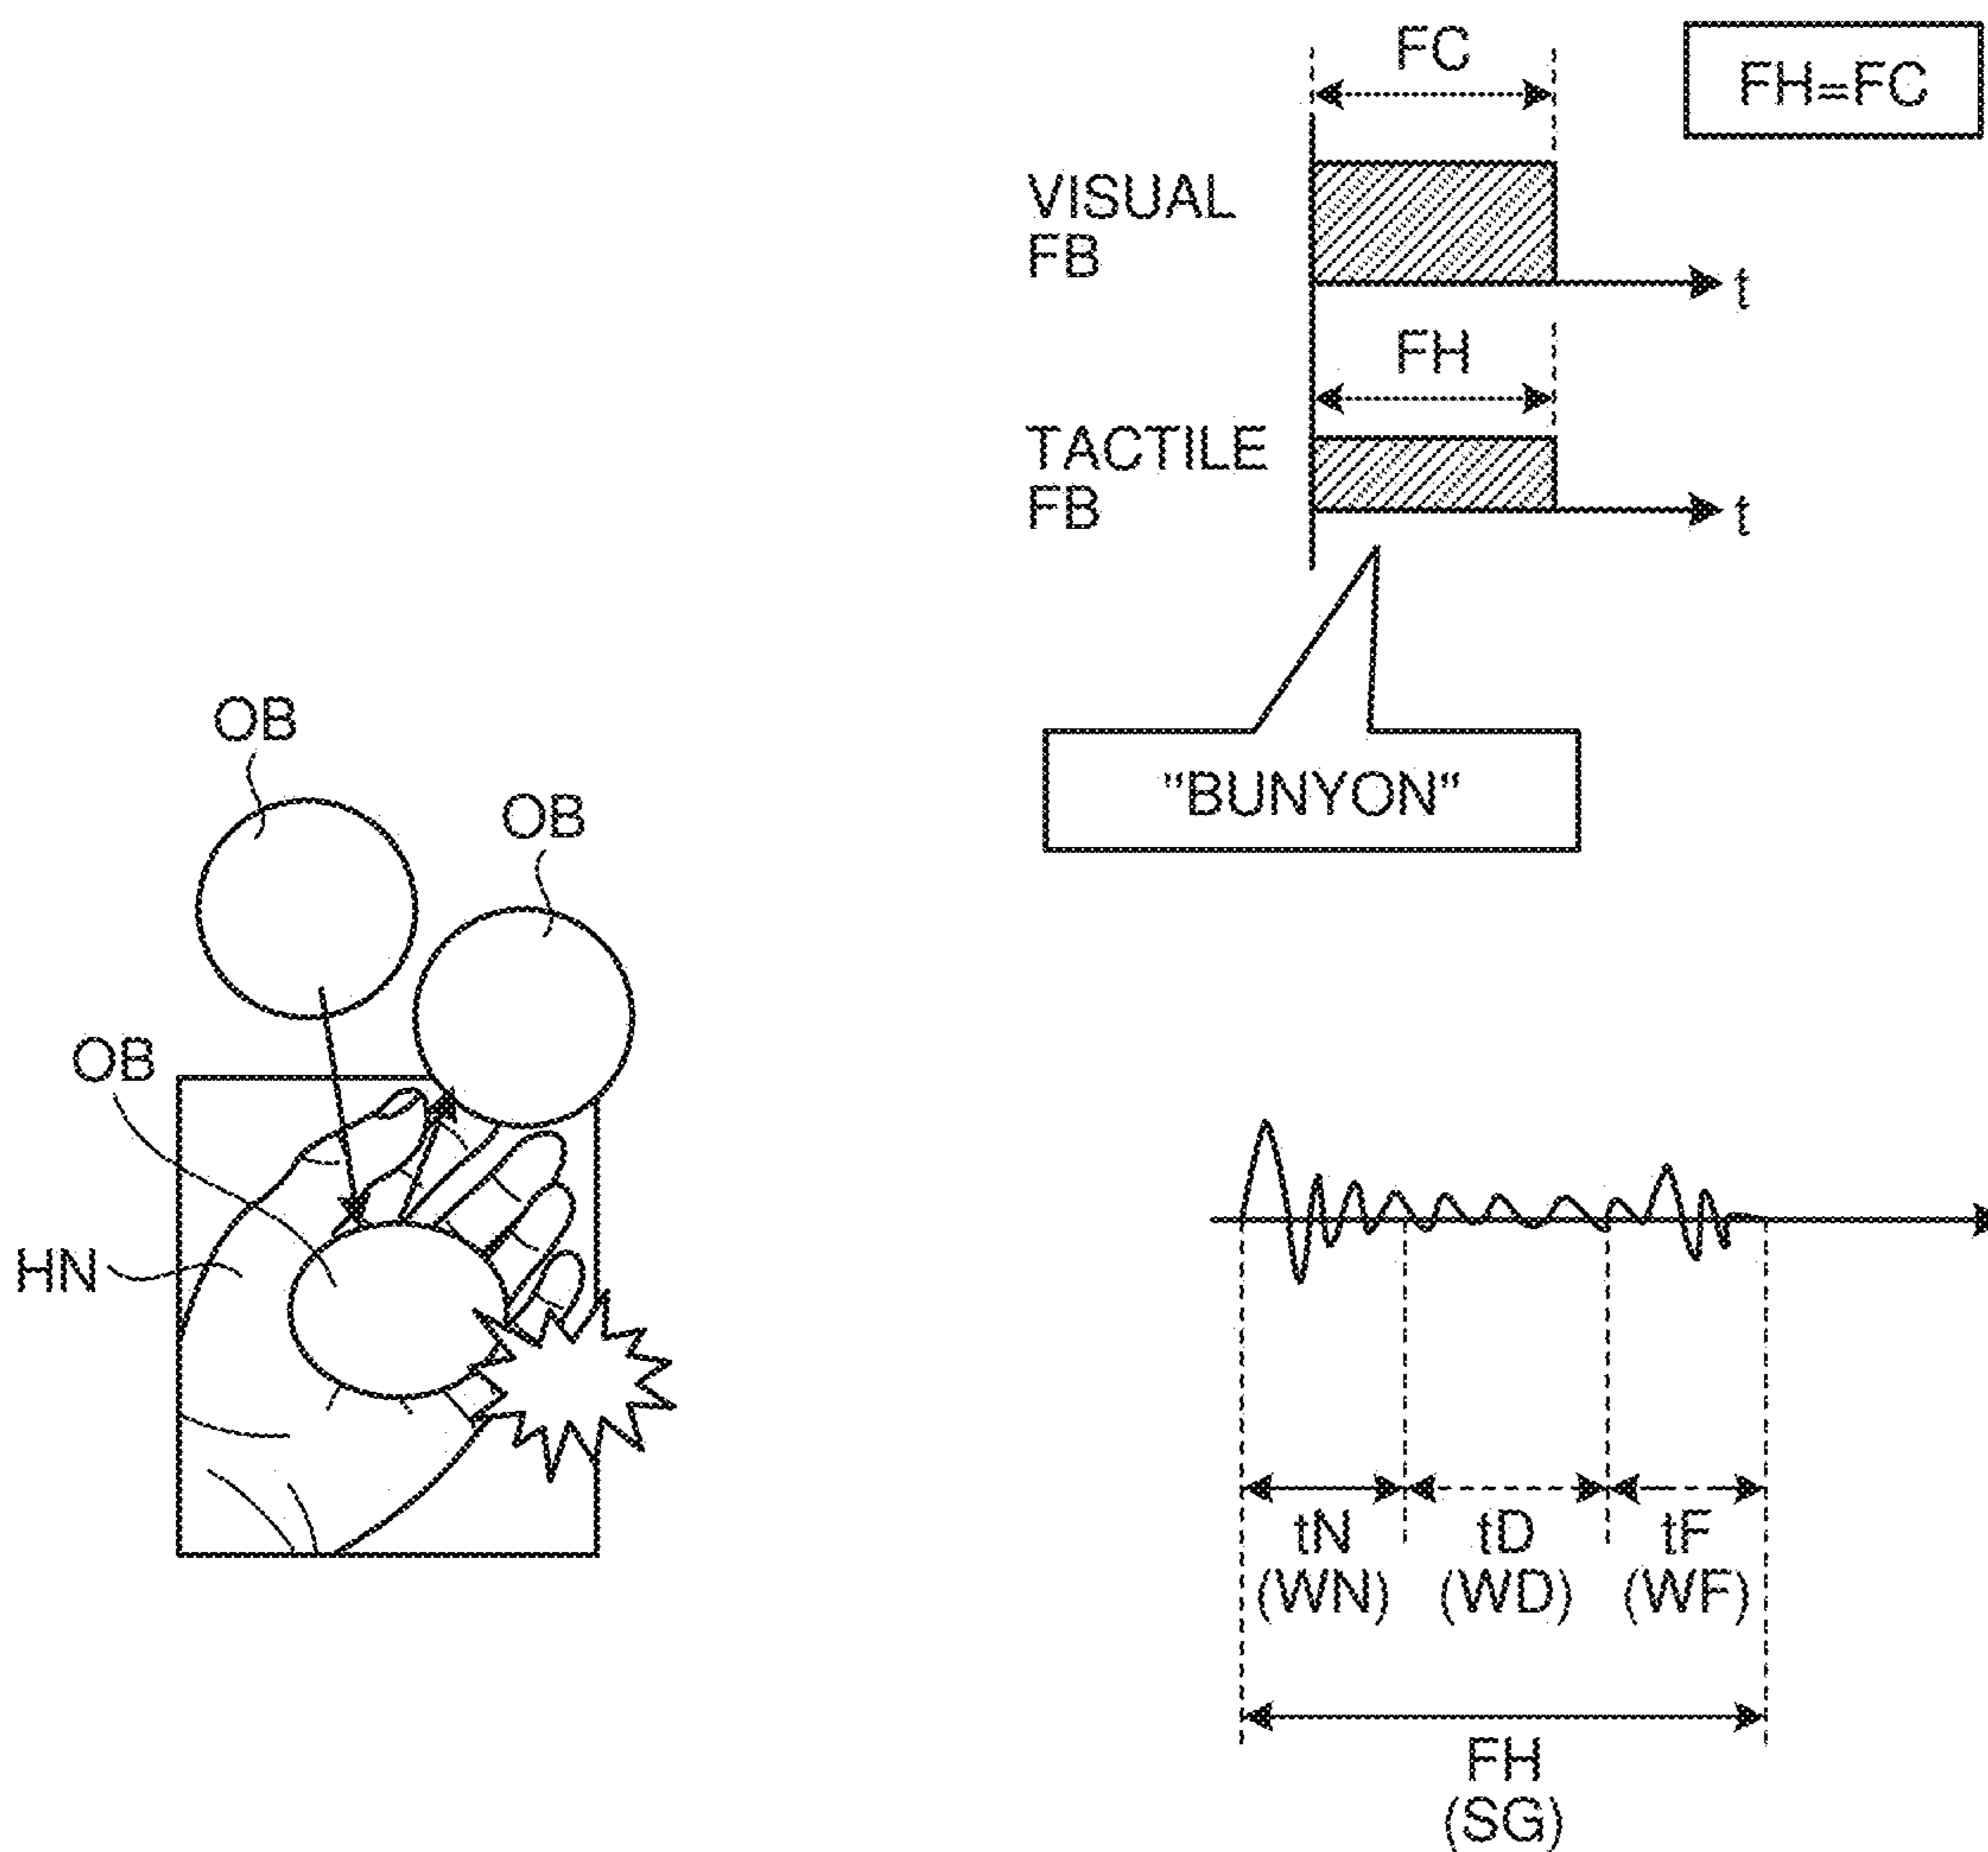 FC
FH=FC
VISUAL
FB
t
FH
TACTILE
FB
t
"BUNYON"
OB
OB
OB
HN
tN
(WN)
tD
(WD)
tF
(WF)
FH
(SG)